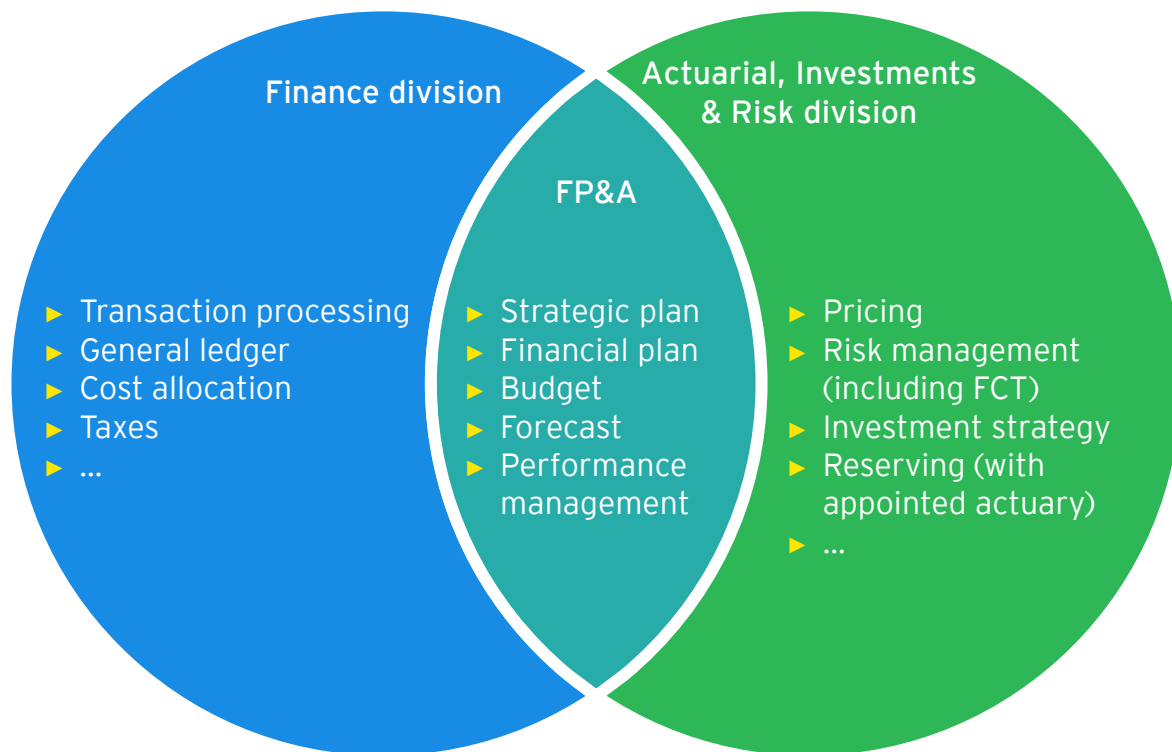 Finance division
► Transaction processing
► General ledger
► Cost allocation
► Taxes
► ...
FP&A
► Strategic plan
► Financial plan
► Budget
► Forecast
► Performance
management
Actuarial, Investments
& Risk division
► Pricing
► Risk management
(including FCT)
► Investment strategy
► Reserving (with
appointed actuary)
► ...